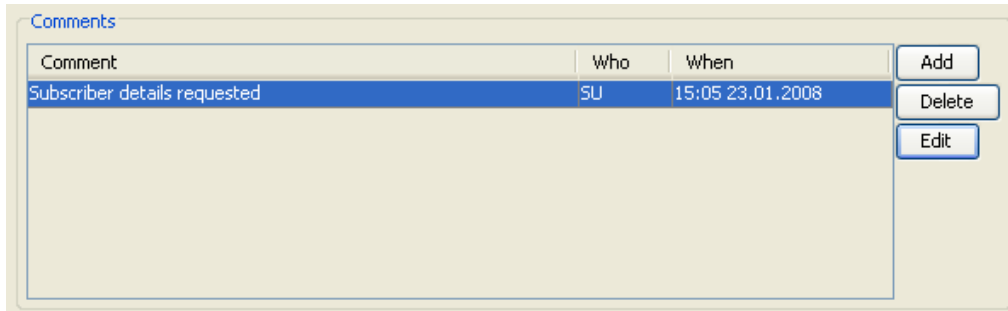 Comments
Comment Who When Add
Subscriber details requested SU 15:05 23.01.2008 Delete
Edit